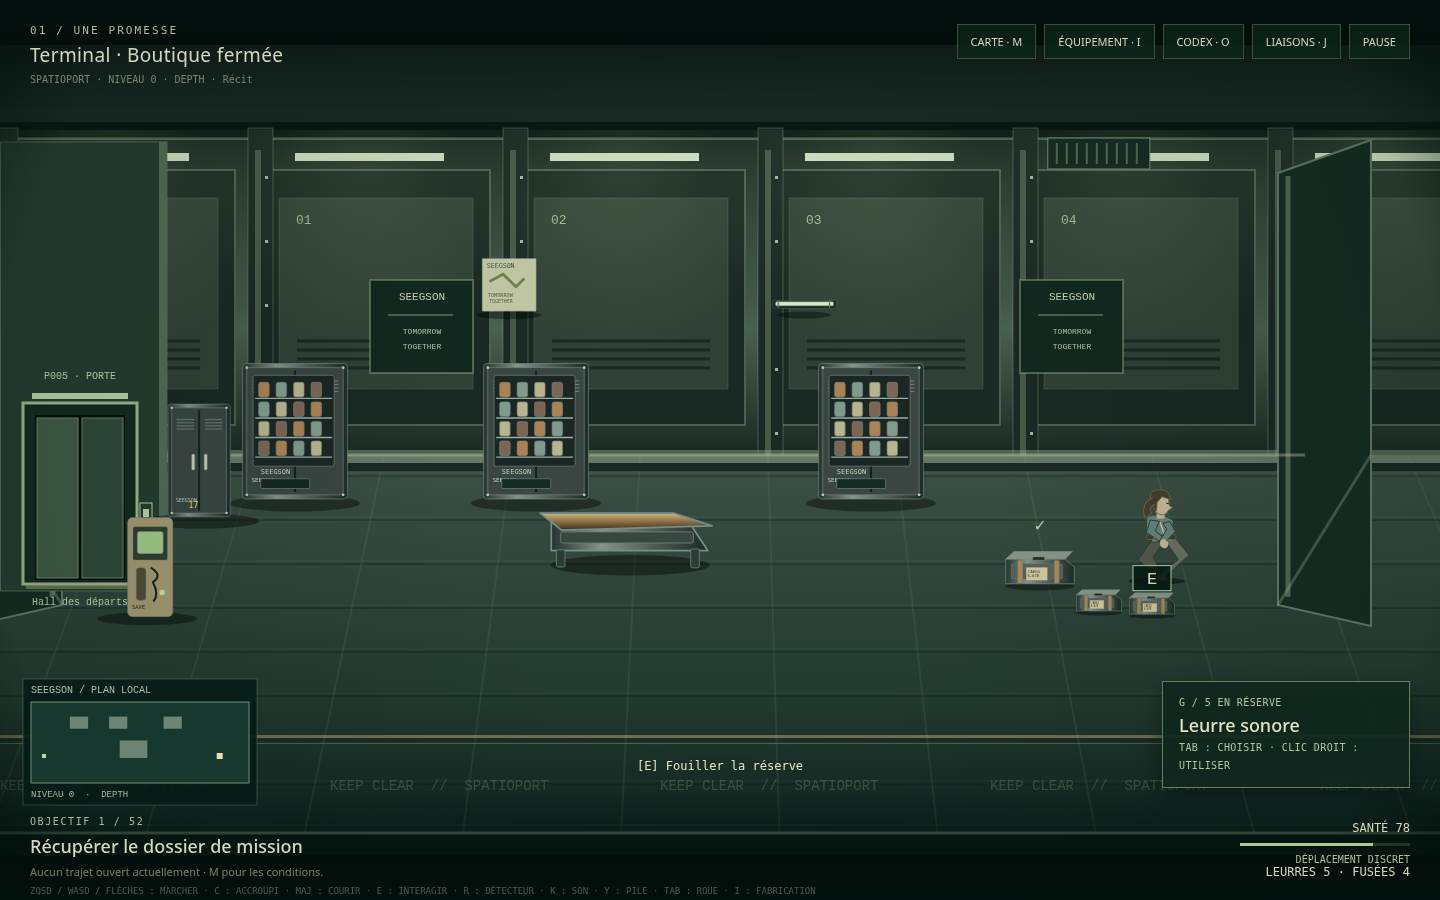 01 / UNE PROMESSE
Terminal · Boutique fermée
SPATIOPORT · NIVEAU 0 · DEPTH · Récit
CARTE · M
ÉQUIPEMENT · I
CODEX · O
LIAISONS · J
PAUSE
01
02
03
04
SEEGSON
TOMORROW
TOGETHER
SEEGSON
TOMORROW
TOGETHER
SEEGSON
TOMORROW
TOGETHER
P005 · PORTE
SEEGSON
17
SEEGSON
SEEGSON
SEEGSON
Hall des départs
SAVE
✓
E
SEEGSON / PLAN LOCAL
NIVEAU 0 · DEPTH
G / 5 EN RÉSERVE
Leurre sonore
TAB : CHOISIR · CLIC DROIT :
UTILISER
[E] Fouiller la réserve
KEEP CLEAR // SPATIOPORT
KEEP CLEAR // SPATIOPORT
KEEP CLEAR //
OBJECTIF 1 / 52
Récupérer le dossier de mission
Aucun trajet ouvert actuellement · M pour les conditions.
ZQSD / WASD / FLÈCHES : MARCHER · C : ACCROUPI · MAJ : COURIR · E : INTERAGIR · R : DÉTECTEUR · K : SON · Y : PILE · TAB : ROUE · I : FABRICATION
SANTÉ 78
DÉPLACEMENT DISCRET
LEURRES 5 · FUSÉES 4